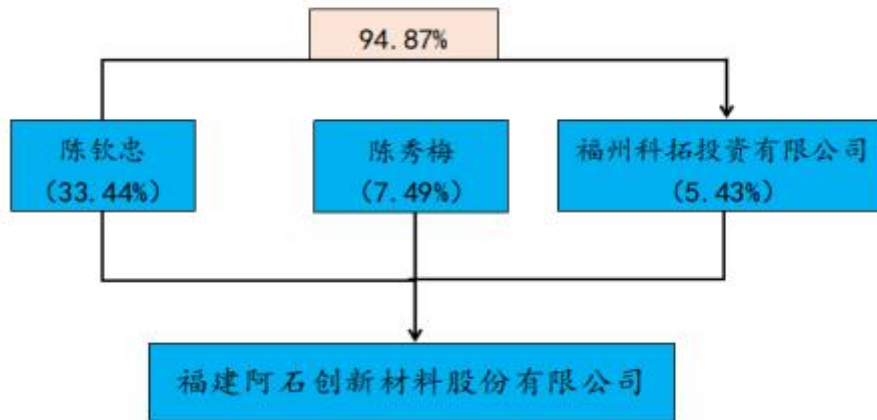 94.87%
陈钦忠
(33.44%)
陈秀梅
(7.49%)
福州科拓投资有限公司
(5.43%)
福建阿石创新材料股份有限公司